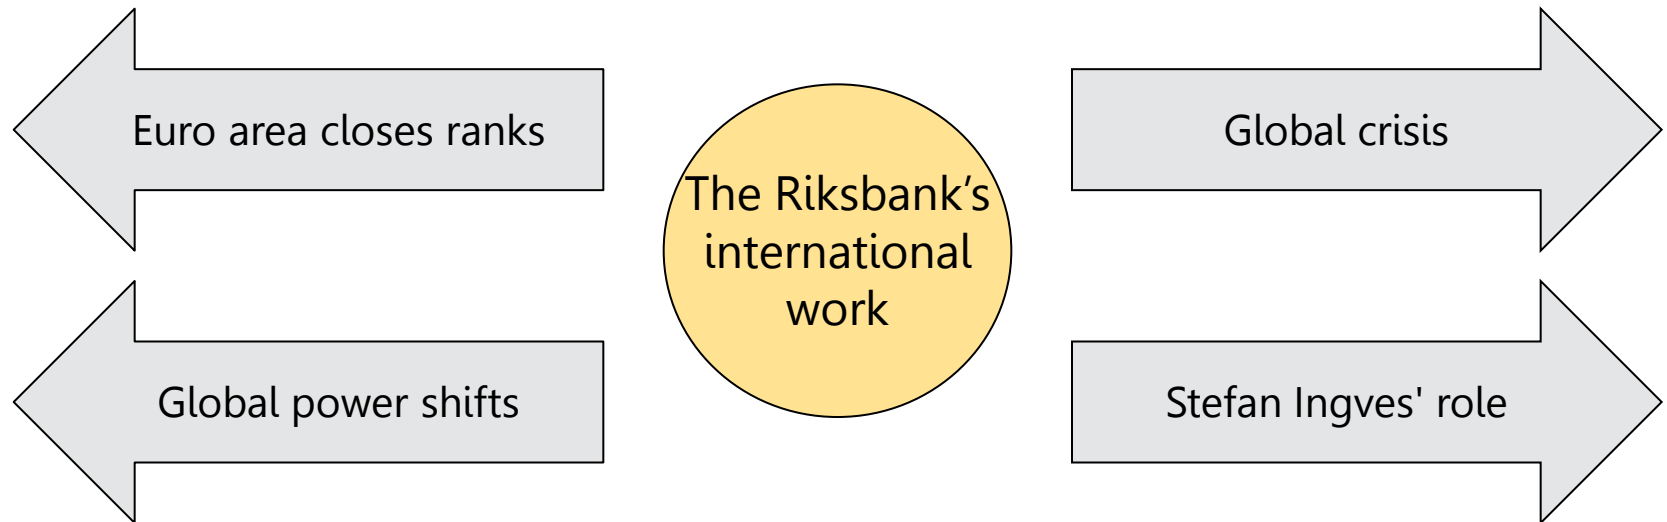 Euro area closes ranks
Global power shifts
The Riksbank’s
international
work
Global crisis
Stefan Ingves' role